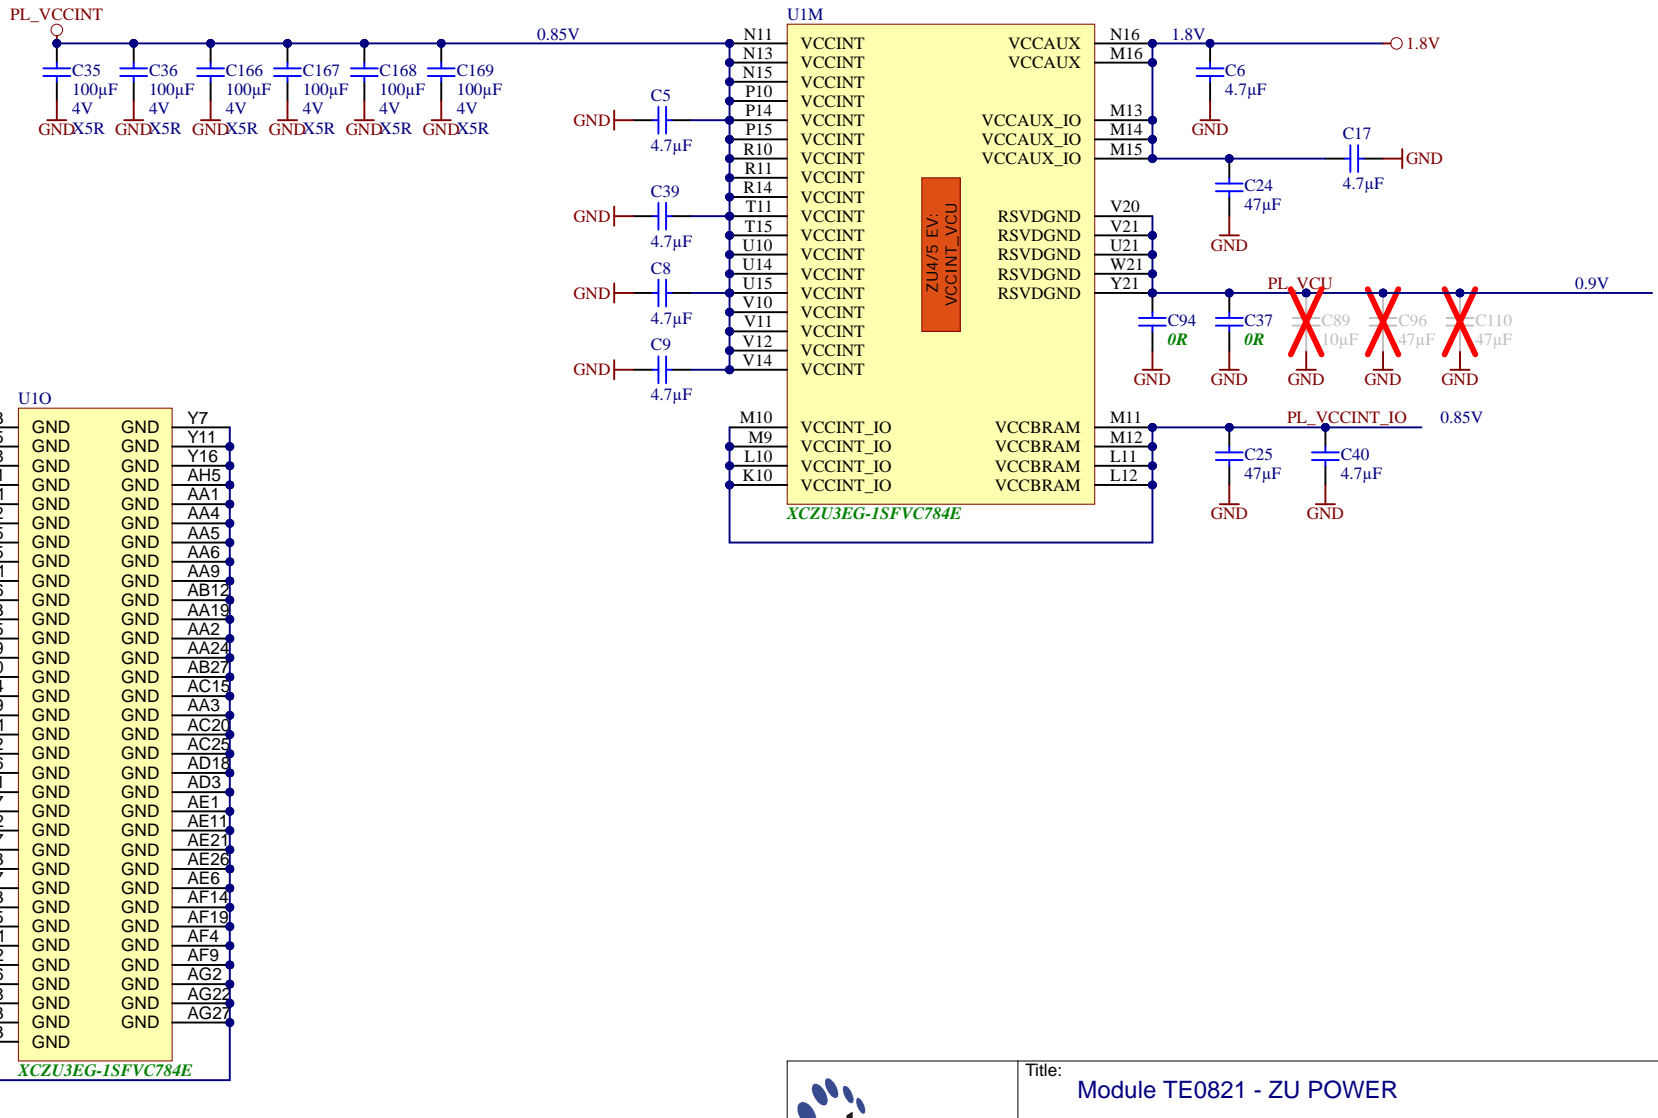 PL_VCCINT
0.85V
C35
100µF
4V
X5R
GND
C36
100µF
4V
X5R
GND
C166
100µF
4V
X5R
GND
C167
100µF
4V
X5R
GND
C168
100µF
4V
X5R
GND
C169
100µF
4V
X5R
GND
C5
GND
4.7µF
C39
GND
4.7µF
C8
GND
4.7µF
C9
GND
4.7µF
U1M
N11 VCCINT
N13 VCCINT
N15 VCCINT
P10 VCCINT
P14 VCCINT
P15 VCCINT
R10 VCCINT
R11 VCCINT
R14 VCCINT
T11 VCCINT
T15 VCCINT
U10 VCCINT
U14 VCCINT
U15 VCCINT
V10 VCCINT
V11 VCCINT
V12 VCCINT
V14 VCCINT
M10 VCCINT_IO
M9 VCCINT_IO
L10 VCCINT_IO
K10 VCCINT_IO
ZU4/5 EV:
VCCINT_VCU
VCCAUX N16
VCCAUX M16
VCCAUX_IO M13
VCCAUX_IO M14
VCCAUX_IO M15
RSVDGND V20
RSVDGND V21
RSVDGND U21
RSVDGND W21
RSVDGND Y21
VCCBRAM M11
VCCBRAM M12
VCCBRAM L11
VCCBRAM L12
XCZU3EG-1SFVC784E
1.8V
1.8V
C6
4.7µF
GND
C17
4.7µF
GND
C24
47µF
GND
PL_VCU
0.9V
C94
0R
GND
C37
0R
GND
C89
10µF
GND
C96
47µF
GND
C110
47µF
GND
PL_VCCINT_IO
0.85V
C25
47µF
GND
C40
4.7µF
GND
U1O
GND GND Y7
GND GND Y11
GND GND Y16
GND GND AH5
GND GND AA1
GND GND AA4
GND GND AA5
GND GND AA6
GND GND AA9
GND GND AB12
GND GND AA19
GND GND AA2
GND GND AA24
GND GND AB27
GND GND AC15
GND GND AA3
GND GND AC20
GND GND AC25
GND GND AD18
GND GND AD3
GND GND AE1
GND GND AE11
GND GND AE21
GND GND AE26
GND GND AE6
GND GND AF14
GND GND AF19
GND GND AF4
GND GND AF9
GND GND AG2
GND GND AG22
GND GND AG27
GND
XCZU3EG-1SFVC784E
Title:
Module TE0821 - ZU POWER